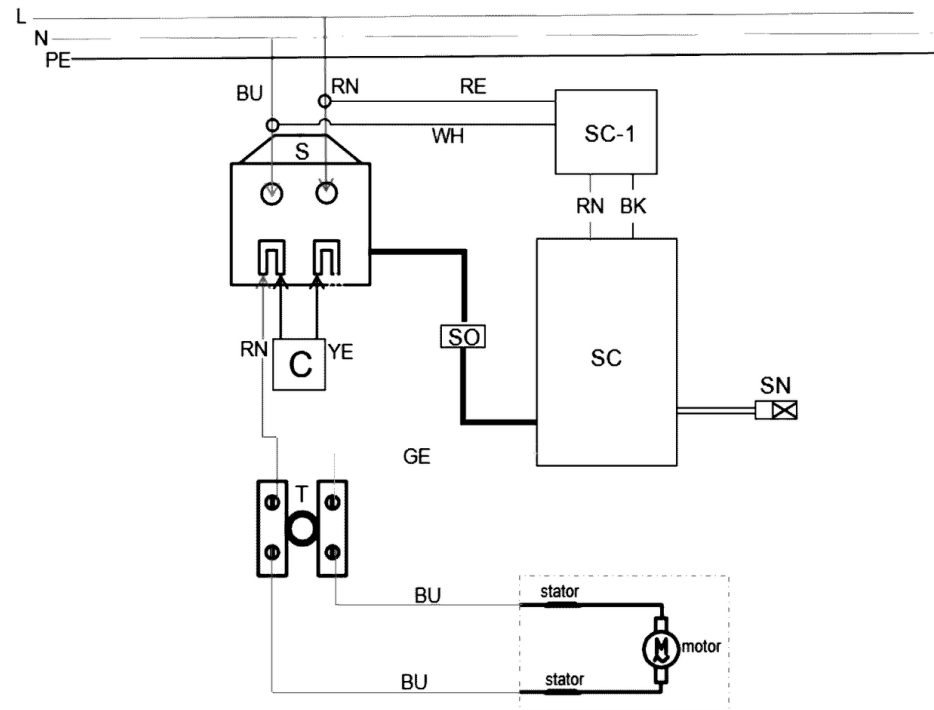 L
N
PE
BU
RN
RE
WH
SC-1
S
RN
BK
RN
C
YE
SO
SC
SN
GE
T
BU
stator
M
motor
BU
stator